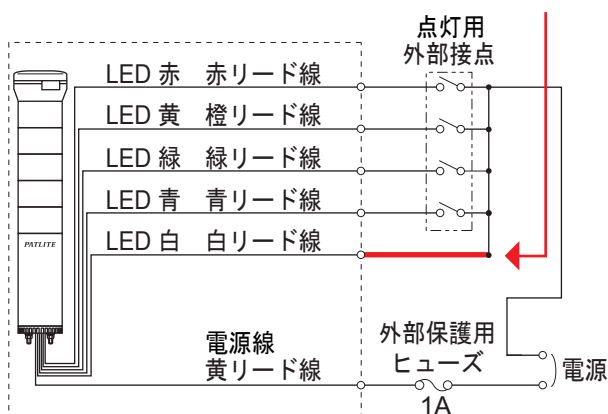 点灯用
外部接点
LED 赤 赤リード線
LED 黄 橙リード線
LED 緑 緑リード線
LED 青 青リード線
LED 白 白リード線
PATLITE
電源線
黄リード線
外部保護用
ヒューズ
1A
電源